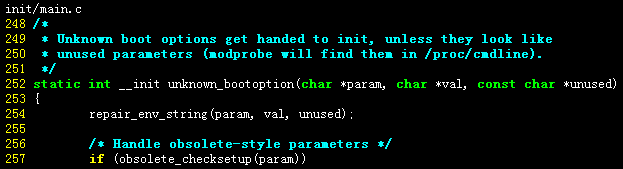 init/main.c
248 /*
249  * Unknown boot options get handed to init, unless they look like
250  * unused parameters (modprobe will find them in /proc/cmdline).
251  */
252 static int __init unknown_bootoption(char *param, char *val, const char *unused)
253 {
254         repair_env_string(param, val, unused);
255
256         /* Handle obsolete-style parameters */
257         if (obsolete_checksetup(param))